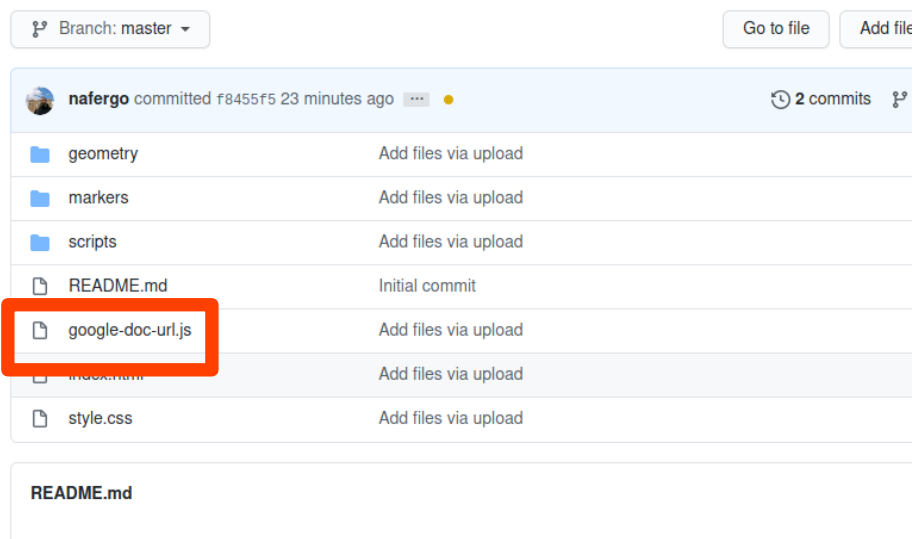 Branch: master
Go to file
Add file
nafergo committed f8455f5 23 minutes ago ... 2 commits
geometry Add files via upload
markers Add files via upload
scripts Add files via upload
README.md Initial commit
google-doc-url.js Add files via upload
index.html Add files via upload
style.css Add files via upload
README.md